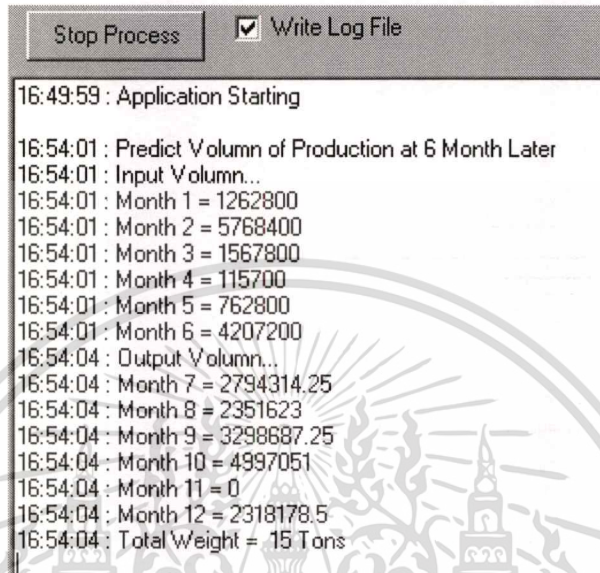 Stop Process
Write Log File
16:49:59 : Application Starting
16:54:01 : Predict Volumn of Production at 6 Month Later
16:54:01 : Input Volumn...
16:54:01 : Month 1 = 1262800
16:54:01 : Month 2 = 5768400
16:54:01 : Month 3 = 1567800
16:54:01 : Month 4 = 115700
16:54:01 : Month 5 = 762800
16:54:01 : Month 6 = 4207200
16:54:04 : Output Volumn...
16:54:04 : Month 7 = 2794314.25
16:54:04 : Month 8 = 2351623
16:54:04 : Month 9 = 3298687.25
16:54:04 : Month 10 = 4997051
16:54:04 : Month 11 = 0
16:54:04 : Month 12 = 2318178.5
16:54:04 : Total Weight = 15 Tons